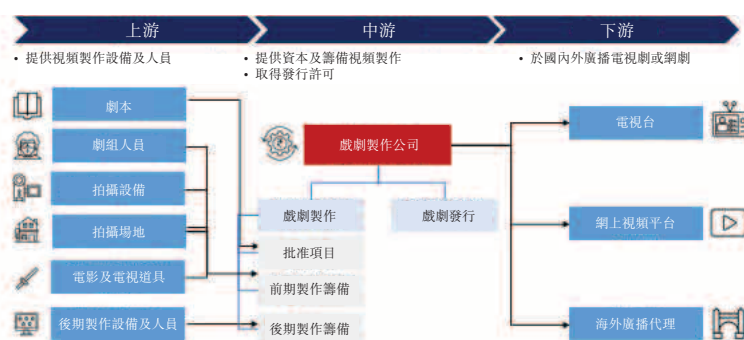 上游
中游
下游
• 提供視頻製作設備及人員
• 提供資本及籌備視頻製作
• 取得發行許可
• 於國內外廣播電視劇或網劇
劇本
劇組人員
拍攝設備
拍攝場地
電影及電視道具
後期製作設備及人員
戲劇製作公司
戲劇製作
戲劇發行
批准項目
前期製作籌備
後期製作籌備
電視台
網上視頻平台
海外廣播代理